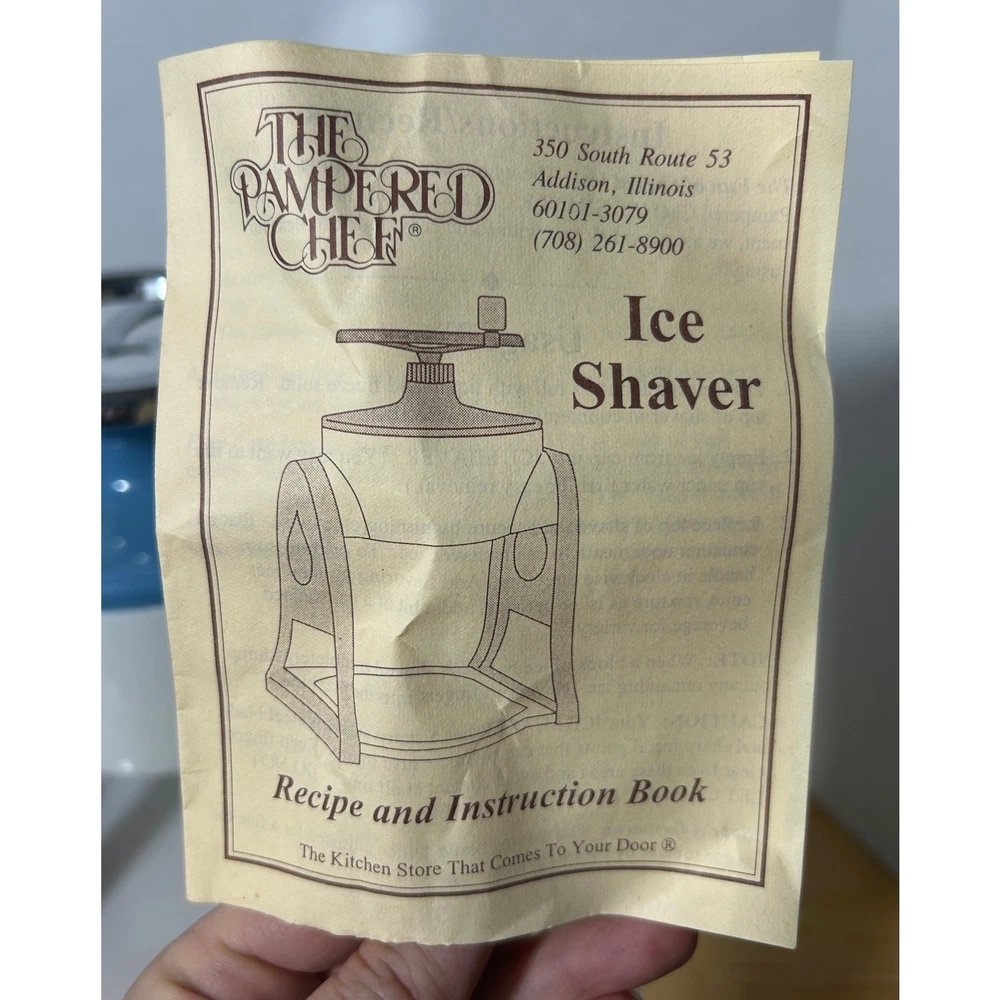 THE
PAMPERED
CHEF®
350 South Route 53
Addison, Illinois
60101-3079
(708) 261-8900
Ice
Shaver
Recipe and Instruction Book
The Kitchen Store That Comes To Your Door ®